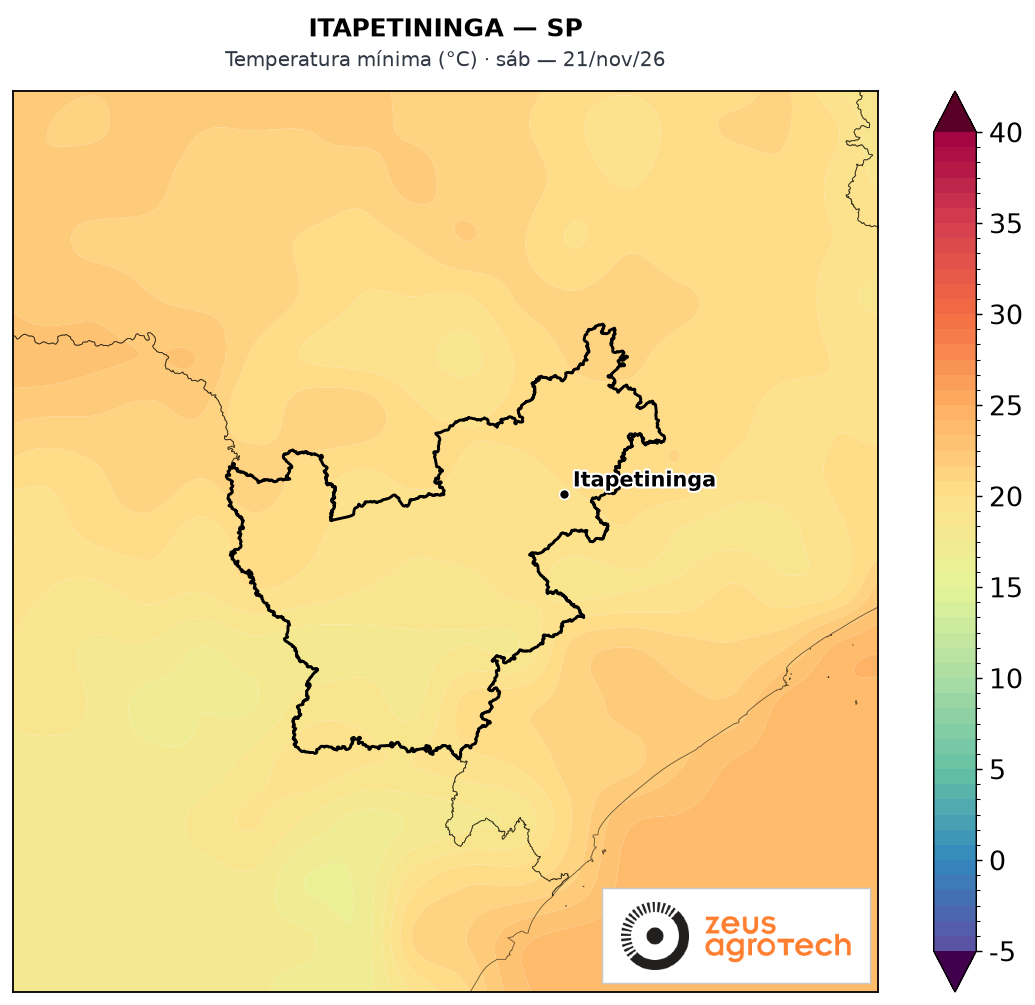 ITAPETININGA — SP
Temperatura mínima (°C) · sáb — 21/nov/26
40
35
30
25
20
15
10
5
0
-5
Itapetininga
zeus
agrotech